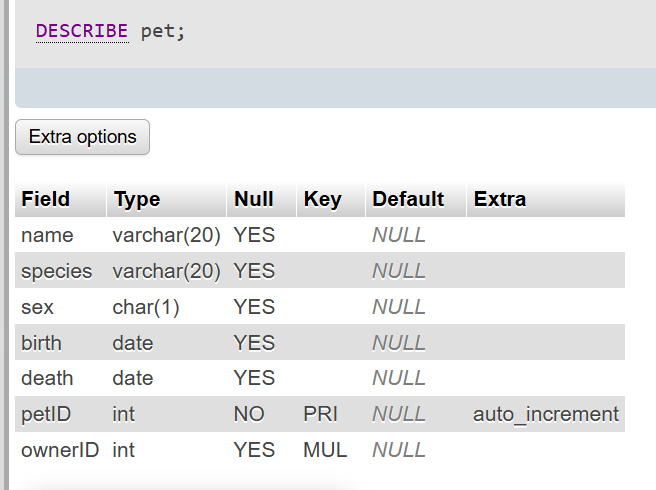 DESCRIBE pet;
Extra options
Field Type Null Key Default Extra
name varchar(20) YES NULL
species varchar(20) YES NULL
sex char(1) YES NULL
birth date YES NULL
death date YES NULL
petID int NO PRI NULL auto_increment
ownerID int YES MUL NULL